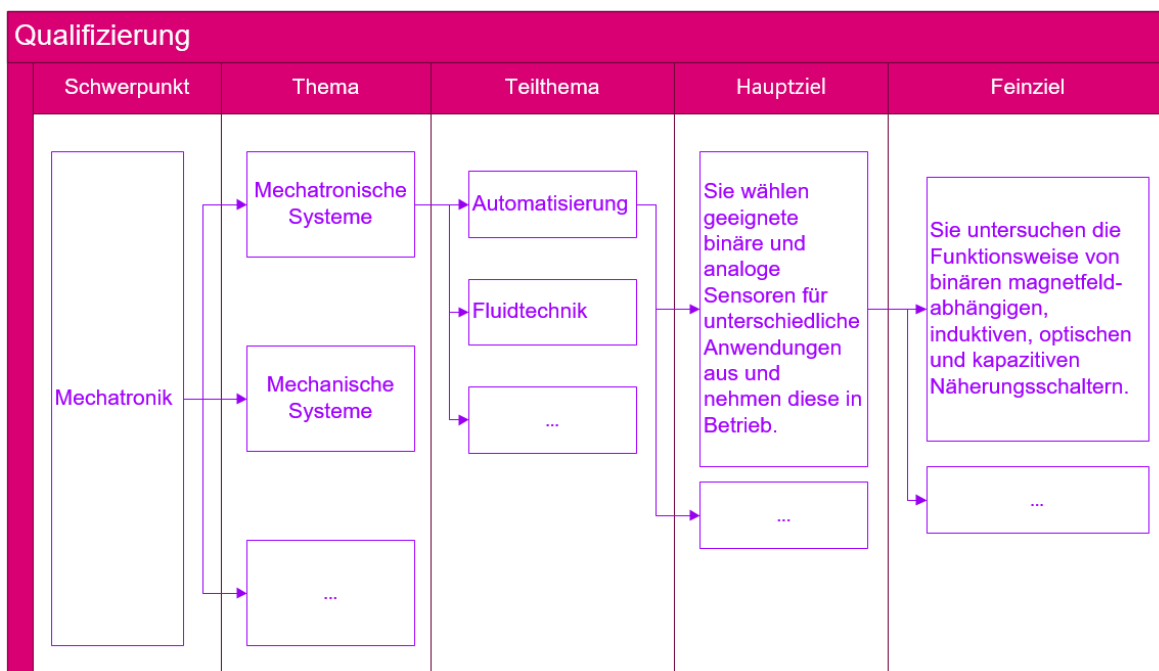 Qualifizierung
Schwerpunkt
Thema
Teilthema
Hauptziel
Feinziel
Mechatronik
Mechatronische
Systeme
Mechanische
Systeme
...
Automatisierung
Fluidtechnik
...
Sie wählen
geeignete
binäre und
analoge
Sensoren für
unterschiedliche
Anwendungen
aus und
nehmen diese in
Betrieb.
...
Sie untersuchen die
Funktionsweise von
binären magnetfeld-
abhängigen,
induktiven, optischen
und kapazitiven
Näherungsschaltern.
...